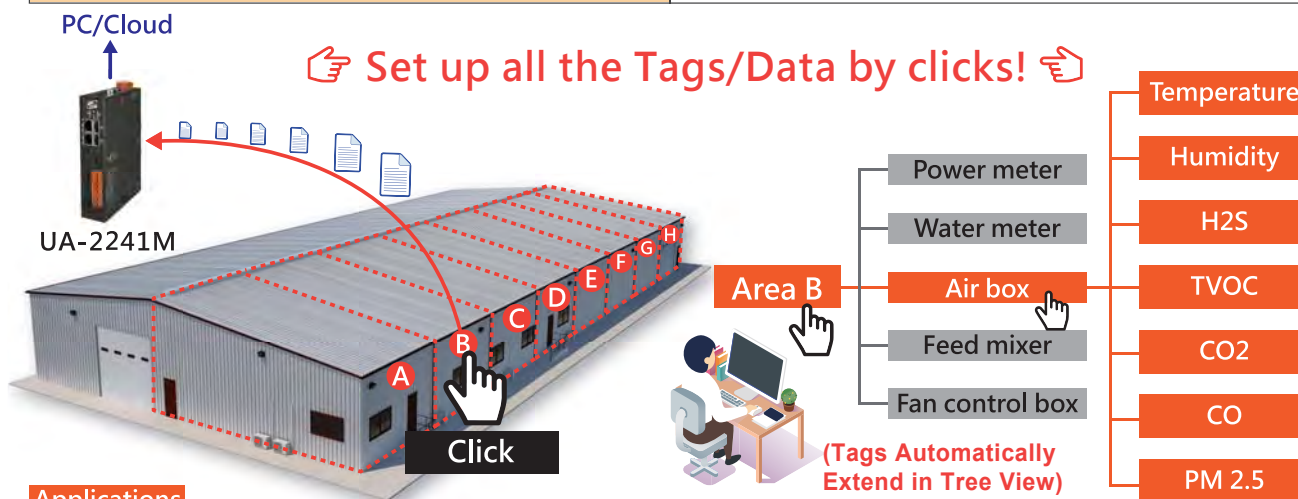 PC/Cloud
Set up all the Tags/Data by clicks!
UA-2241M
A
B
C
D
E
F
G
H
Click
Area B
Power meter
Water meter
Air box
Feed mixer
Fan control box
(Tags Automatically
Extend in Tree View)
Temperature
Humidity
H2S
TVOC
CO2
CO
PM 2.5
Applications